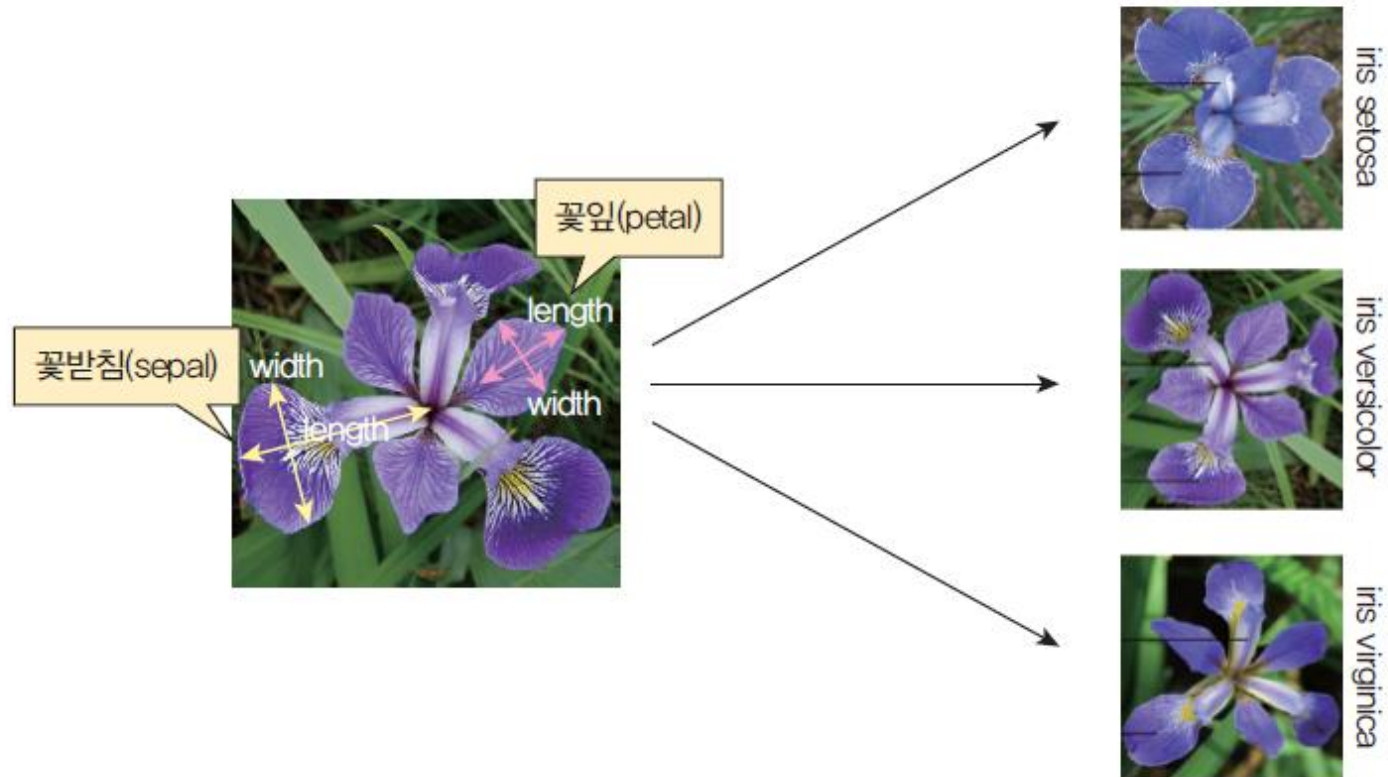 꽃잎(petal)
length
width
꽃받침(sepal)
width
length
iris setosa
iris versicolor
iris virginica